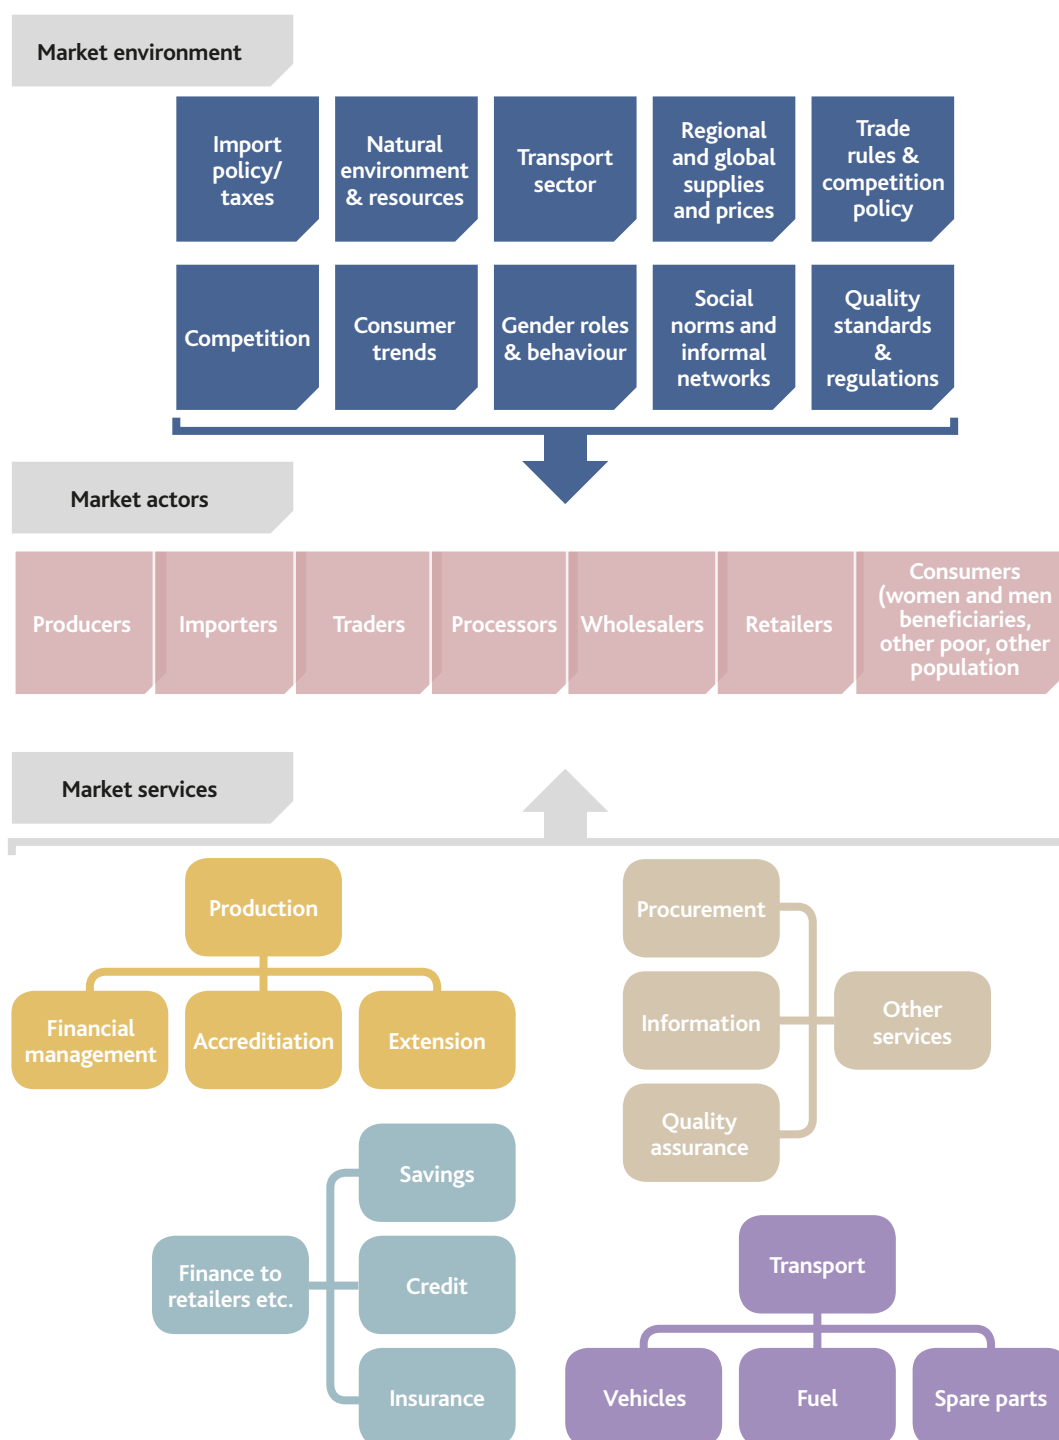 Market environment
Import
policy/
taxes
Natural
environment
& resources
Transport
sector
Regional
and global
supplies
and prices
Trade
rules &
competition
policy
Competition
Consumer
trends
Gender roles
& behaviour
Social
norms and
informal
networks
Quality
standards
&
regulations
Market actors
Producers
Importers
Traders
Processors
Wholesalers
Retailers
Consumers
(women and men
beneficiaries,
other poor, other
population
Market services
Production
Financial
management
Accreditiation
Extension
Procurement
Information
Quality
assurance
Other
services
Finance to
retailers etc.
Savings
Credit
Insurance
Transport
Vehicles
Fuel
Spare parts